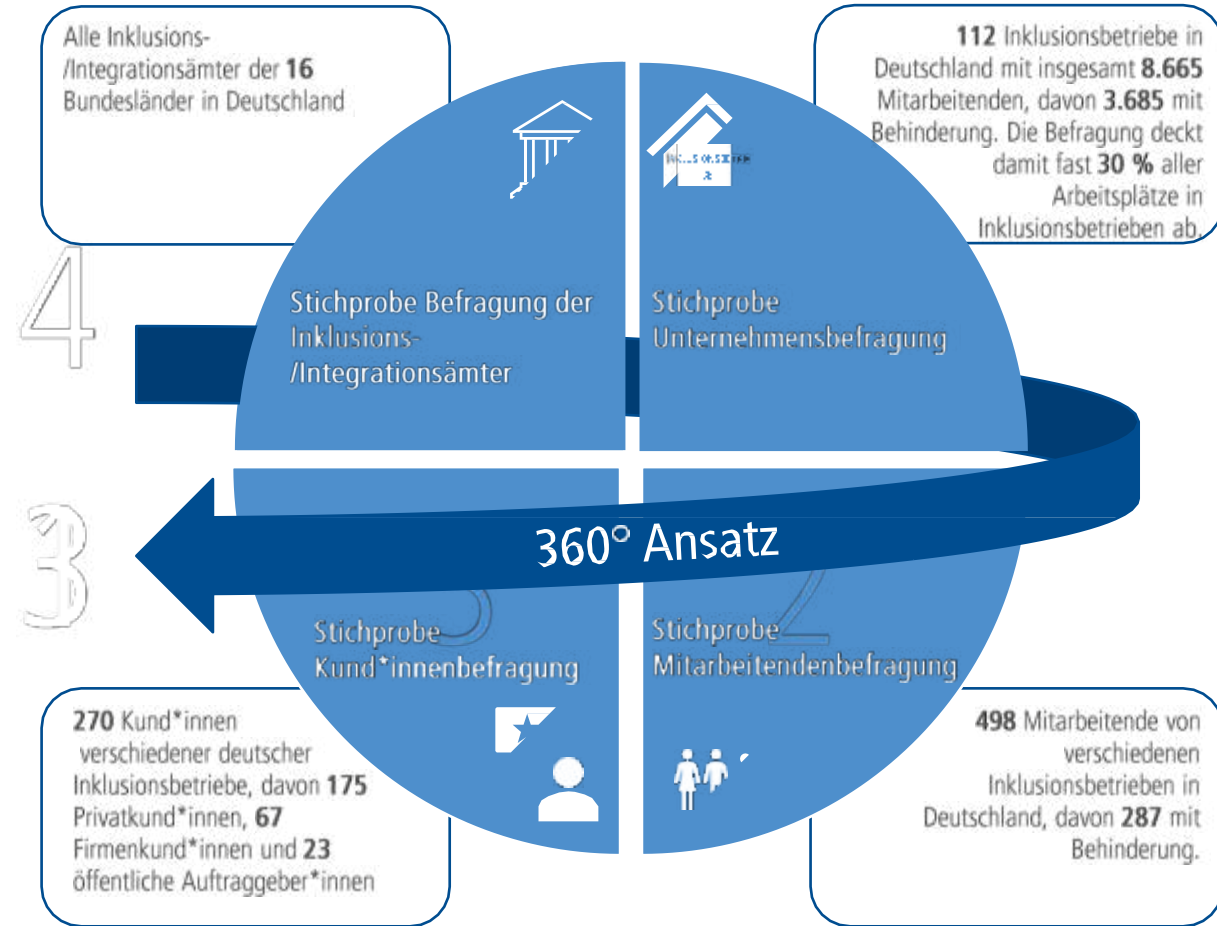 Alle Inklusions-
/Integrationsämter der 16
Bundesländer in Deutschland
112 Inklusionsbetriebe in
Deutschland mit insgesamt 8.665
Mitarbeitenden, davon 3.685 mit
Behinderung. Die Befragung deckt
damit fast 30 % aller
Arbeitsplätze in
Inklusionsbetrieben ab.
4
Stichprobe Befragung der
Inklusions-
/Integrationsämter
Stichprobe
Unternehmensbefragung
3
360° Ansatz
3
Stichprobe
Kund*innenbefragung
2
Stichprobe
Mitarbeitendenbefragung
270 Kund*innen
verschiedener deutscher
Inklusionsbetriebe, davon 175
Privatkund*innen, 67
Firmenkund*innen und 23
öffentliche Auftraggeber*innen
498 Mitarbeitende von
verschiedenen
Inklusionsbetrieben in
Deutschland, davon 287 mit
Behinderung.